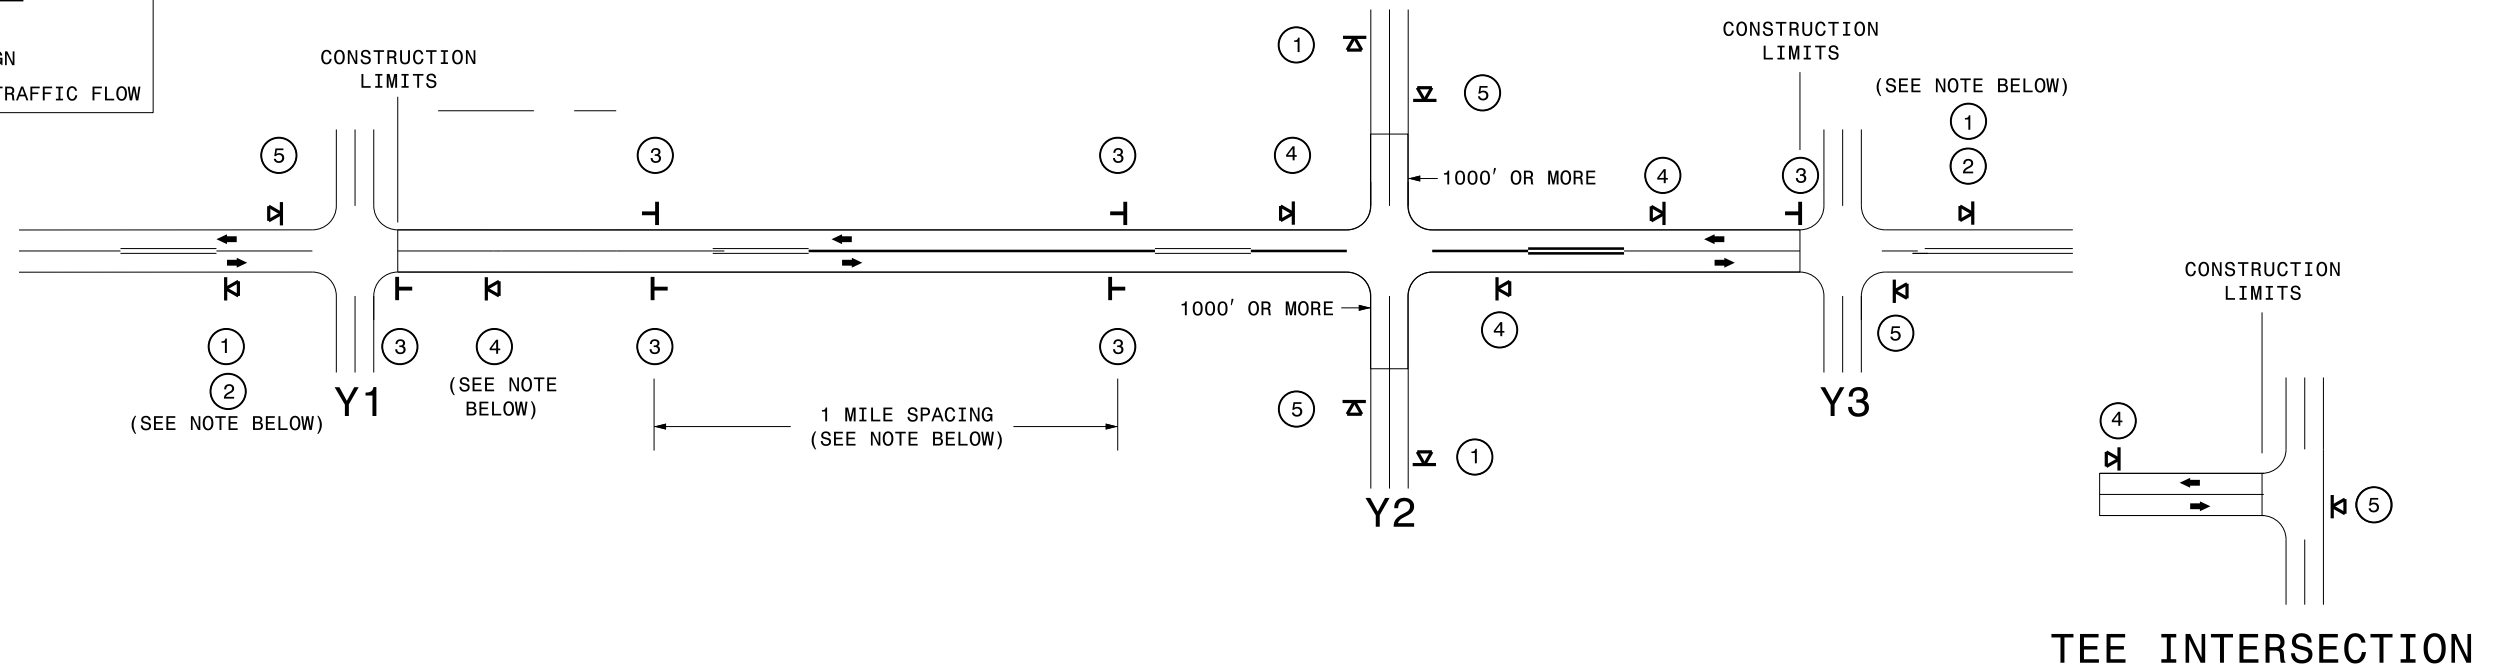 TRAFFIC FLOW
CONSTRUCTION
LIMITS
5
3
3
4
1
5
1000' OR MORE
4
3
CONSTRUCTION
LIMITS
(SEE NOTE BELOW)
1
2
1
2
(SEE NOTE BELOW)
Y1
3
4
(SEE NOTE
BELOW)
3
1 MILE SPACING
(SEE NOTE BELOW)
3
1000' OR MORE
5
1
Y2
4
Y3
5
CONSTRUCTION
LIMITS
4
5
TEE INTERSECTION